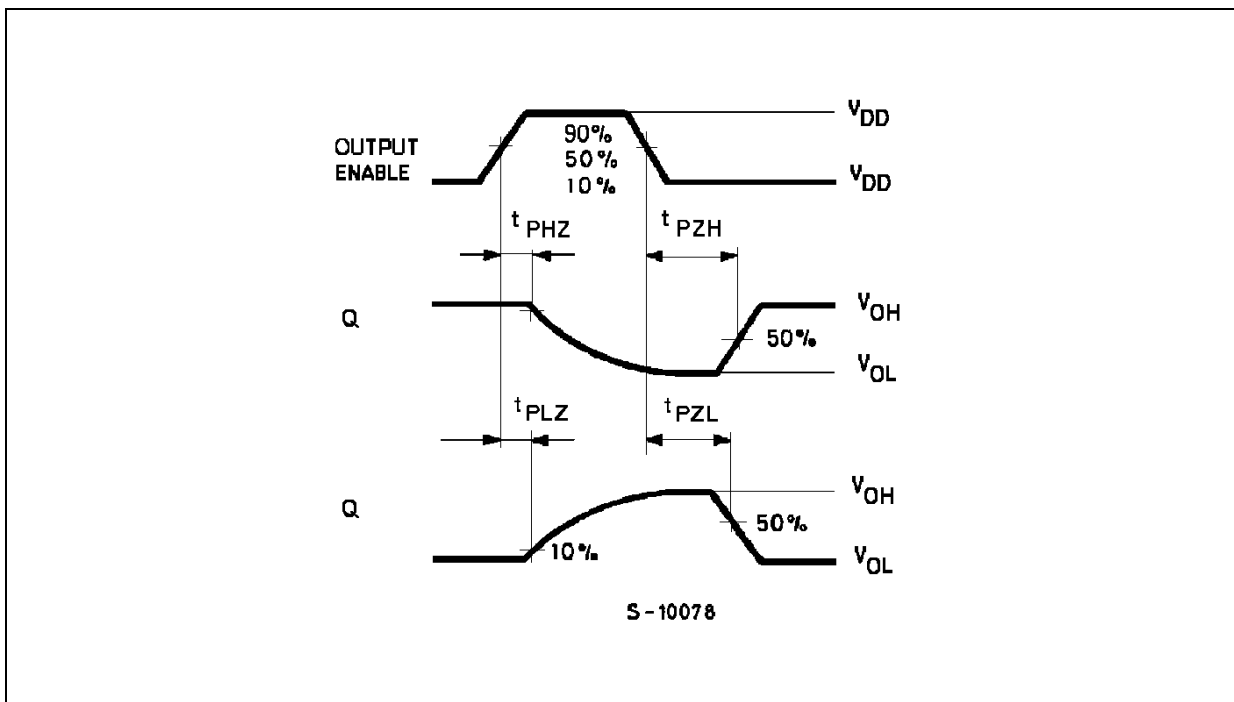 VDD
OUTPUT
ENABLE
90%
50%
10%
VDD
tPHZ
tPZH
Q
VOH
50%
VOL
tPLZ
tPZL
Q
VOH
50%
10%
VOL
S-10078